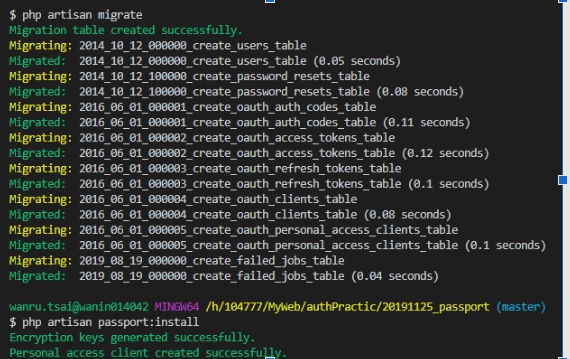 $ php artisan migrate
Migration table created successfully.
Migrating: 2014_10_12_000000_create_users_table
Migrated:  2014_10_12_000000_create_users_table (0.05 seconds)
Migrating: 2014_10_12_100000_create_password_resets_table
Migrated:  2014_10_12_100000_create_password_resets_table (0.08 seconds)
Migrating: 2016_06_01_000001_create_oauth_auth_codes_table
Migrated:  2016_06_01_000001_create_oauth_auth_codes_table (0.11 seconds)
Migrating: 2016_06_01_000002_create_oauth_access_tokens_table
Migrated:  2016_06_01_000002_create_oauth_access_tokens_table (0.12 seconds)
Migrating: 2016_06_01_000003_create_oauth_refresh_tokens_table
Migrated:  2016_06_01_000003_create_oauth_refresh_tokens_table (0.1 seconds)
Migrating: 2016_06_01_000004_create_oauth_clients_table
Migrated:  2016_06_01_000004_create_oauth_clients_table (0.08 seconds)
Migrating: 2016_06_01_000005_create_oauth_personal_access_clients_table
Migrated:  2016_06_01_000005_create_oauth_personal_access_clients_table (0.1 seconds)
Migrating: 2019_08_19_000000_create_failed_jobs_table
Migrated:  2019_08_19_000000_create_failed_jobs_table (0.04 seconds)
wanru.tsai@wanin014042 MINGW64 /h/104777/MyWeb/authPractic/20191125_passport (master)
$ php artisan passport:install
Encryption keys generated successfully.
Personal access client created successfully.